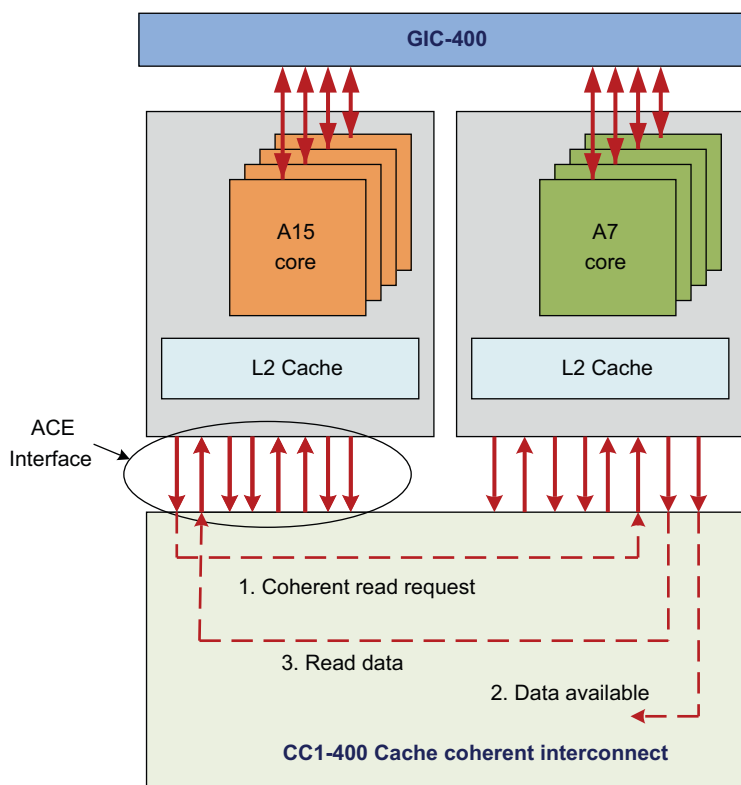 GIC-400
A15
core
A7
core
L2 Cache
L2 Cache
ACE
Interface
1. Coherent read request
3. Read data
2. Data available
CC1-400 Cache coherent interconnect